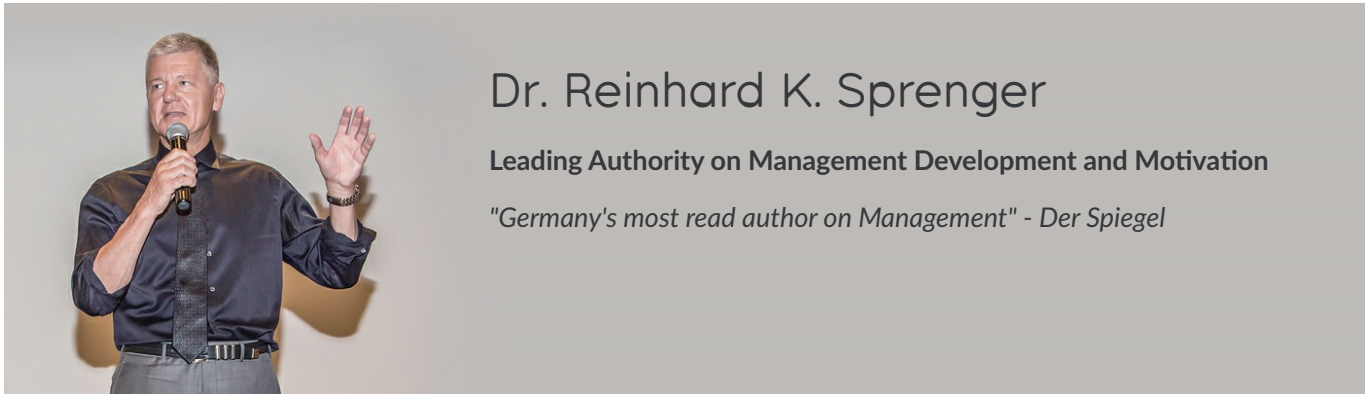 Dr. Reinhard K. Sprenger
Leading Authority on Management Development and Motivation
"Germany's most read author on Management" - Der Spiegel